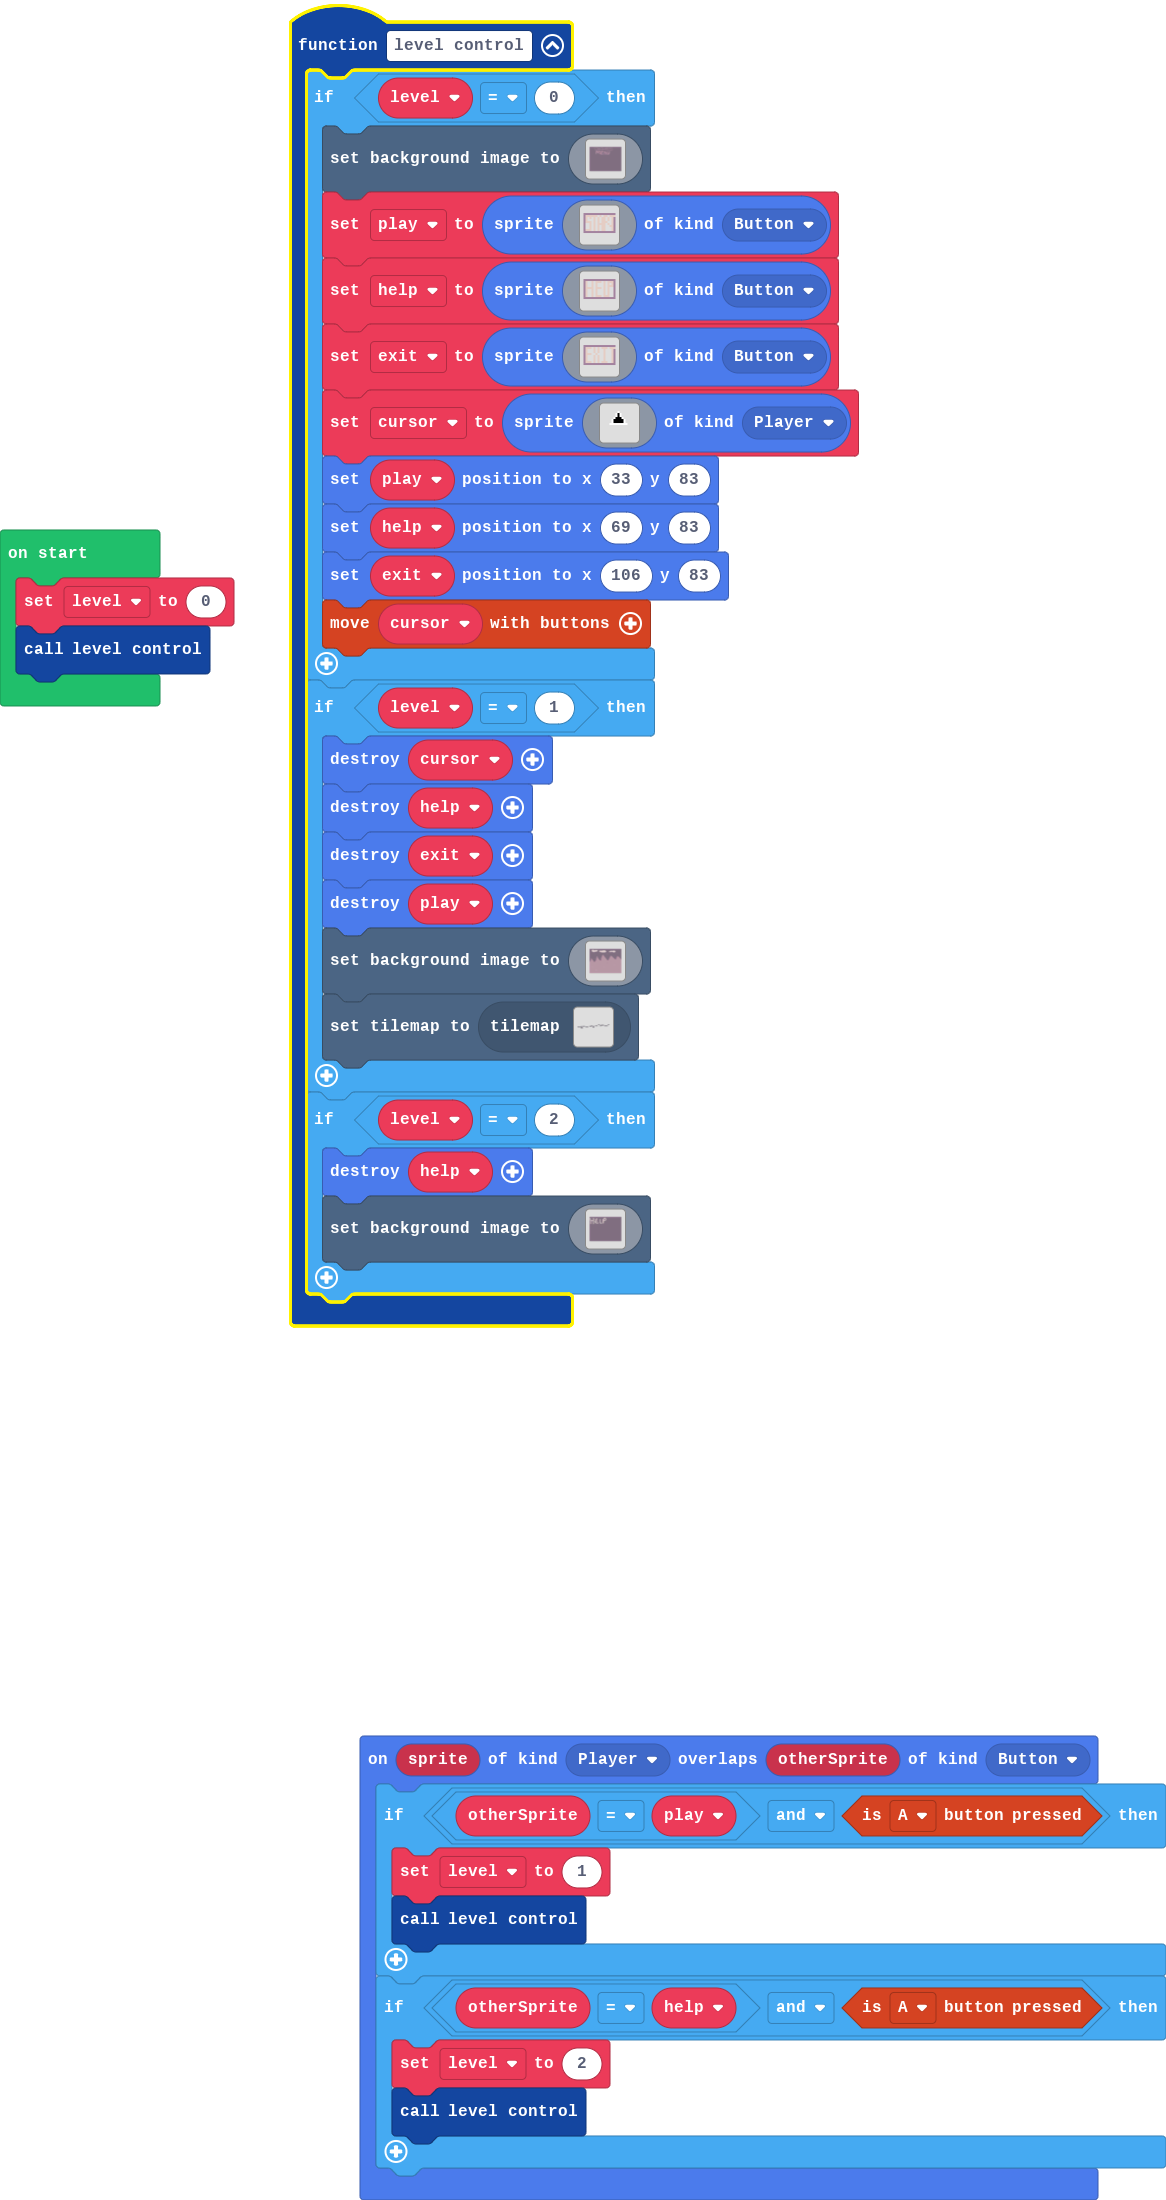 function level control
if level = 0 then
set background image to
set play to sprite of kind Button
set help to sprite of kind Button
set exit to sprite of kind Button
set cursor to sprite of kind Player
set play position to x 33 y 83
set help position to x 69 y 83
set exit position to x 106 y 83
move cursor with buttons
on start
set level to 0
call level control
if level = 1 then
destroy cursor
destroy help
destroy exit
destroy play
set background image to
set tilemap to tilemap
if level = 2 then
destroy help
set background image to
on sprite of kind Player overlaps otherSprite of kind Button
if otherSprite = play and is A button pressed then
set level to 1
call level control
if otherSprite = help and is A button pressed then
set level to 2
call level control